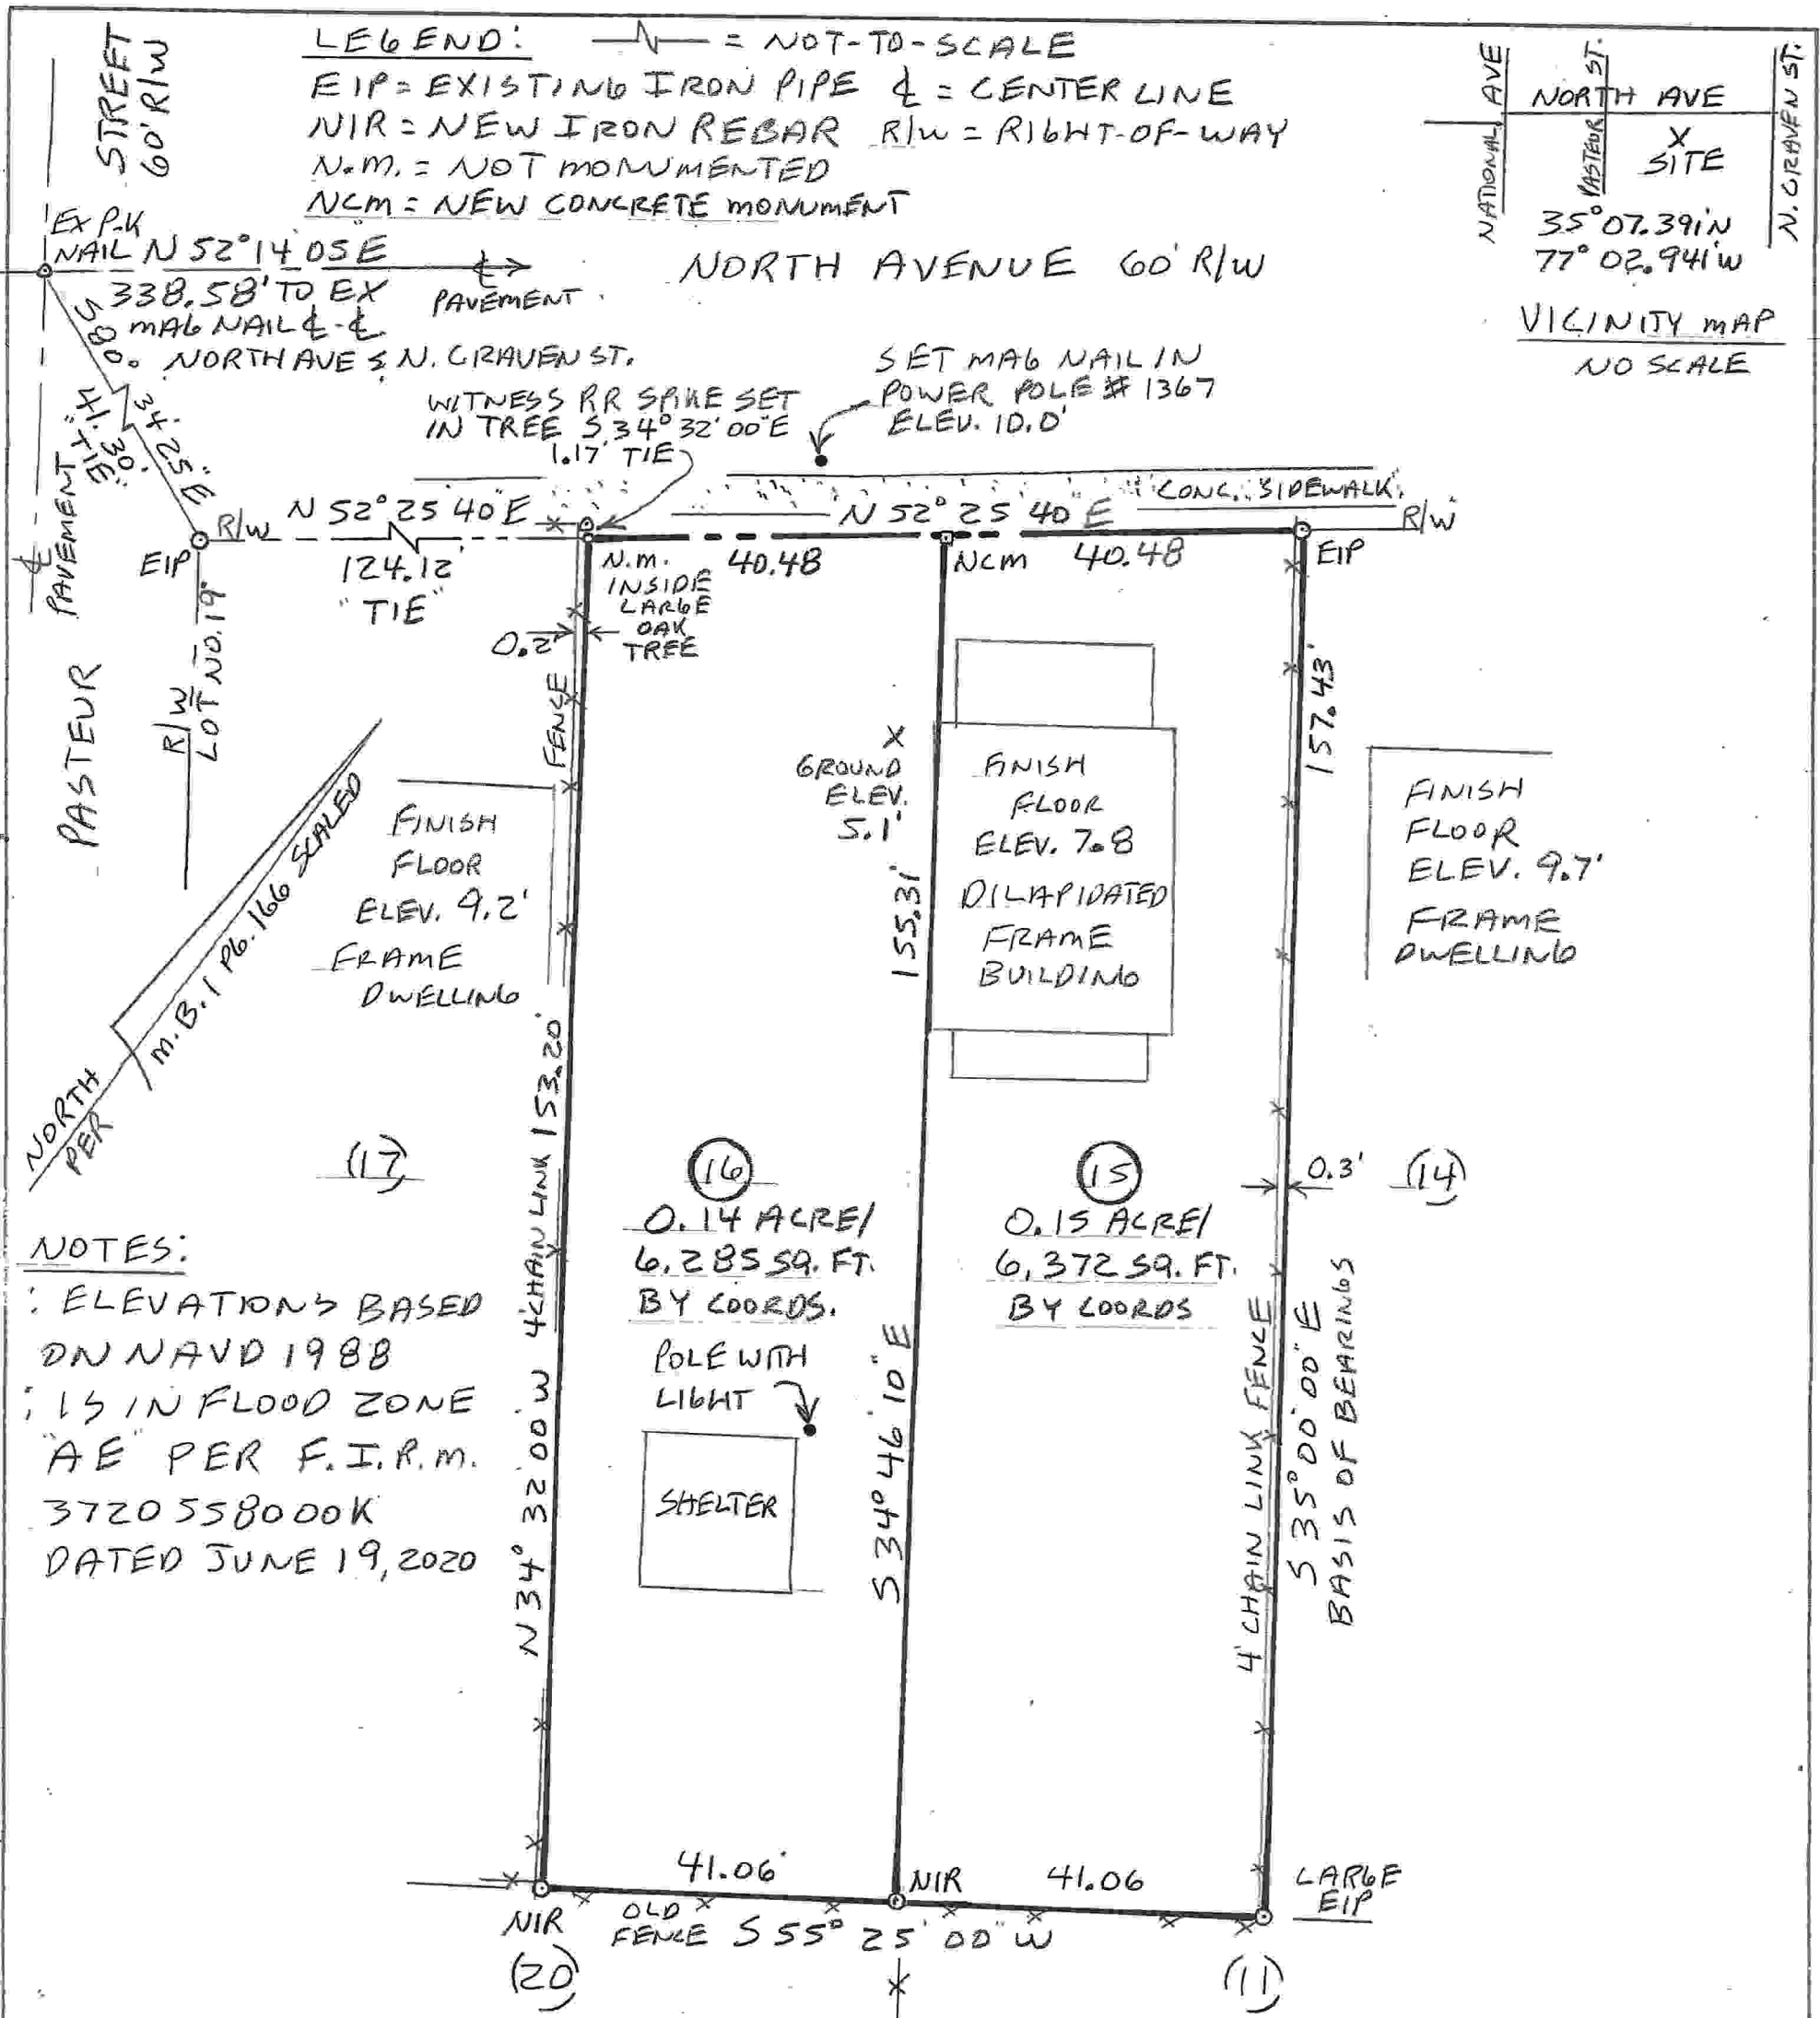 LEGEND: = NOT-TO-SCALE
EIP = EXISTING IRON PIPE ℄ = CENTER LINE
NIR = NEW IRON REBAR R/W = RIGHT-OF-WAY
N.M. = NOT MONUMENTED
NCM = NEW CONCRETE MONUMENT
STREET
60' R/W
NATIONAL AVE
NORTH AVE
PASTEUR ST.
X
SITE
N. CRAVEN ST.
35° 07.391'N
77° 02.941'W
VICINITY MAP
NO SCALE
EX P.K
NAIL N 52° 14' 05" E
338.58' TO EX
MAG NAIL ℄-℄
NORTH AVE & N. CRAVEN ST.
℄
PAVEMENT
NORTH AVENUE 60' R/W
S 80° 34' 25" E
41.30'
"TIE"
WITNESS RR SPIKE SET
IN TREE S 34° 32' 00" E
1.17' TIE
SET MAG NAIL IN
POWER POLE # 1367
ELEV. 10.0'
CONC. SIDEWALK
℄ PAVEMENT
EIP
R/W
N 52° 25' 40" E
124.12'
"TIE"
N 52° 25' 40" E
R/W
N.M.
INSIDE
LARGE
OAK
TREE
40.48
NCM
40.48
EIP
0.2'
PASTEUR
R/W
LOT NO. 19
FENCE
157.43'
NORTH
PER
M.B. 1 PG. 166 SCALED
FINISH
FLOOR
ELEV. 9.2'
FRAME
DWELLING
X
GROUND
ELEV.
5.1'
155.31'
FINISH
FLOOR
ELEV. 7.8
DILAPIDATED
FRAME
BUILDING
FINISH
FLOOR
ELEV. 9.7'
FRAME
DWELLING
(17)
16
0.14 ACRE/
6,285 SQ. FT.
BY COORDS.
15
0.15 ACRE/
6,372 SQ. FT.
BY COORDS
0.3'
(14)
NOTES:
: ELEVATIONS BASED
ON NAVD 1988
: IS IN FLOOD ZONE
"AE" PER F.I.R.M.
3720558000K
DATED JUNE 19, 2020
N 34° 32' 00" W 4' CHAIN LINK 153.20'
POLE WITH
LIGHT
SHELTER
S 34° 46' 10" E
4' CHAIN LINK FENCE
S 35° 00' 00" E
BASIS OF BEARINGS
41.06'
NIR
41.06
LARGE
EIP
NIR
OLD
FENCE S 55° 25' 00" W
(20)
(11)